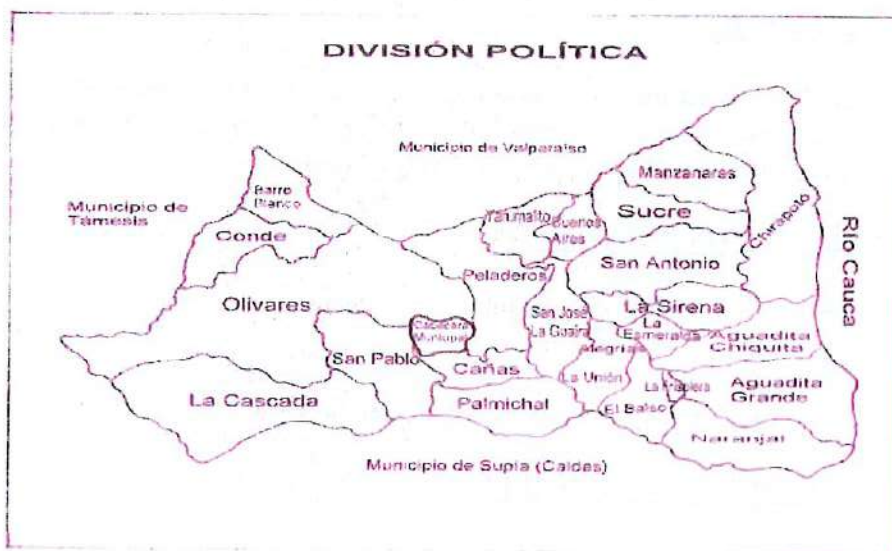 DIVISIÓN POLÍTICA
Municipio de Valparaíso
Municipio de
Támesis
Barro
Blanco
Conde
Olivares
Yarumalito
Buenos
Aires
Manzanares
Sucre
Chirapotó
Río Cauca
Peladeros
San Antonio
San José
La Guaira
La Sirena
La
Esmeralda
Cabecera
Municipal
San Pablo
Cañas
Alegrías
Aguadita
Chiquita
La Cascada
Palmichal
La Unión
El Balso
Aguadita
Grande
Naranjal
Municipio de Supía (Caldas)